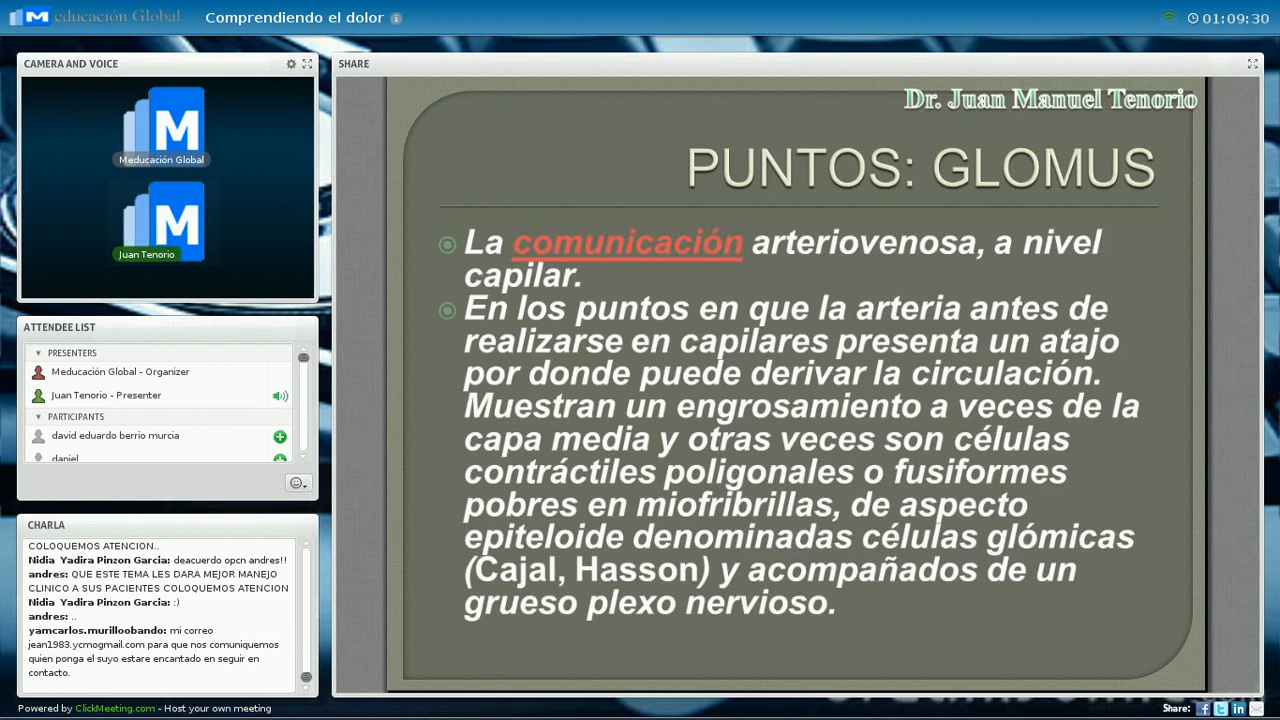 educación Global
Comprendiendo el dolor
01:09:30
CAMERA AND VOICE
Meducación Global
Juan Tenorio
ATTENDEE LIST
PRESENTERS
Meducación Global - Organizer
Juan Tenorio - Presenter
PARTICIPANTS
david eduardo berrio murcia
daniel
CHARLA
COLOQUEMOS ATENCION..
Nidia Yadira Pinzon Garcia: deacuerdo opcn andres!!
andres: QUE ESTE TEMA LES DARA MEJOR MANEJO
CLINICO A SUS PACIENTES COLOQUEMOS ATENCION
Nidia Yadira Pinzon Garcia: :)
andres: ..
yamcarlos.murilloobando: mi correo
jean1983.ycmogmail.com para que nos comuniquemos
quien ponga el suyo estare encantado en seguir en
contacto.
Powered by ClickMeeting.com - Host your own meeting
SHARE
Dr. Juan Manuel Tenorio
PUNTOS: GLOMUS
La comunicación arteriovenosa, a nivel
capilar.
En los puntos en que la arteria antes de
realizarse en capilares presenta un atajo
por donde puede derivar la circulación.
Muestran un engrosamiento a veces de la
capa media y otras veces son células
contráctiles poligonales o fusiformes
pobres en miofribrillas, de aspecto
epiteloide denominadas células glómicas
(Cajal, Hasson) y acompañados de un
grueso plexo nervioso.
Share: